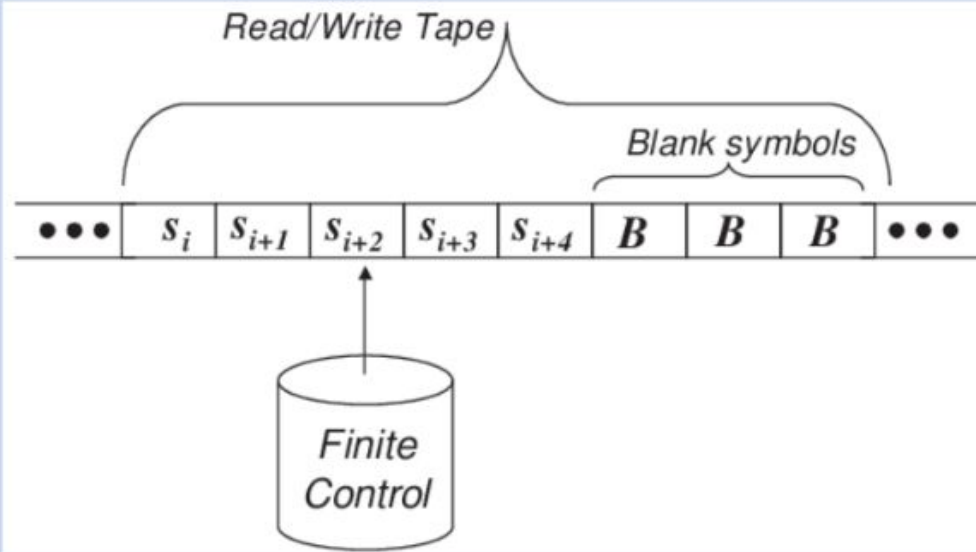 Read/Write Tape
Blank symbols
••• s_i s_{i+1} s_{i+2} s_{i+3} s_{i+4} B B B •••
Finite
Control